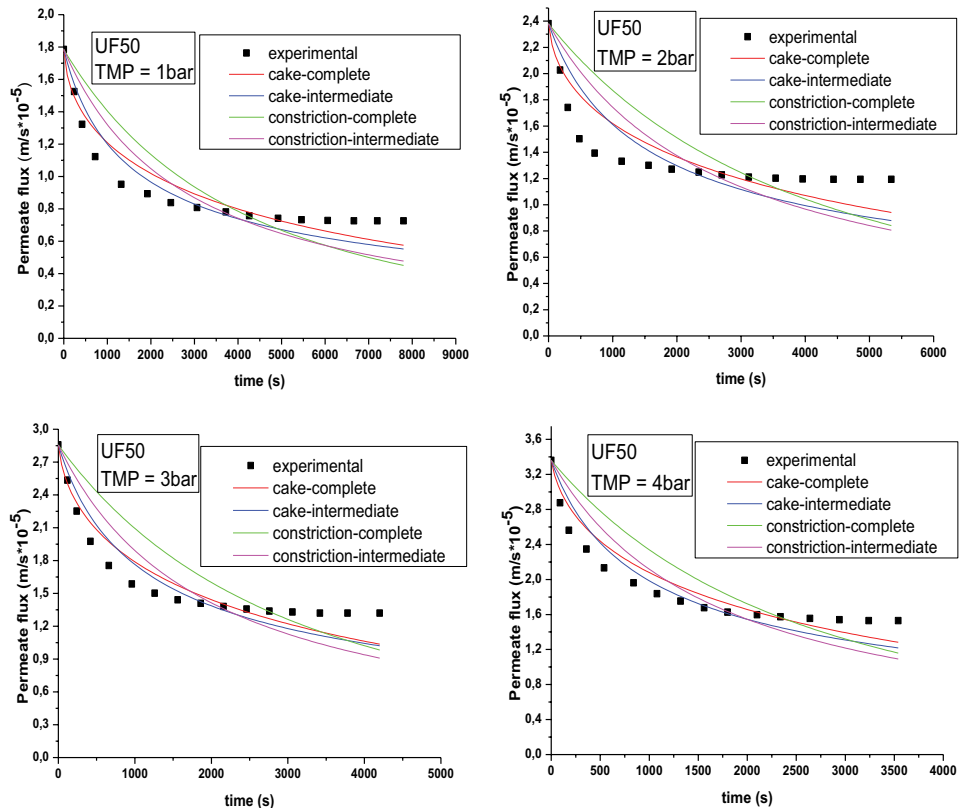 UF50
TMP = 1bar
experimental
cake-complete
cake-intermediate
constriction-complete
constriction-intermediate
Permeate flux (m/s*10⁻⁵)
2,0
1,8
1,6
1,4
1,2
1,0
0,8
0,6
0,4
0,2
0,0
0 1000 2000 3000 4000 5000 6000 7000 8000 9000
time (s)
UF50
TMP = 2bar
experimental
cake-complete
cake-intermediate
constriction-complete
constriction-intermediate
Permeate flux (m/s*10⁻⁵)
2,4
2,2
2,0
1,8
1,6
1,4
1,2
1,0
0,8
0,6
0,4
0,2
0,0
0 1000 2000 3000 4000 5000 6000
time (s)
UF50
TMP = 3bar
experimental
cake-complete
cake-intermediate
constriction-complete
constriction-intermediate
Permeate flux (m/s*10⁻⁵)
3,0
2,7
2,4
2,1
1,8
1,5
1,2
0,9
0,6
0,3
0,0
0 1000 2000 3000 4000 5000
time (s)
UF50
TMP = 4bar
experimental
cake-complete
cake-intermediate
constriction-complete
constriction-intermediate
Permeate flux (m/s*10⁻⁵)
3,6
3,2
2,8
2,4
2,0
1,6
1,2
0,8
0,4
0,0
0 500 1000 1500 2000 2500 3000 3500 4000
time (s)